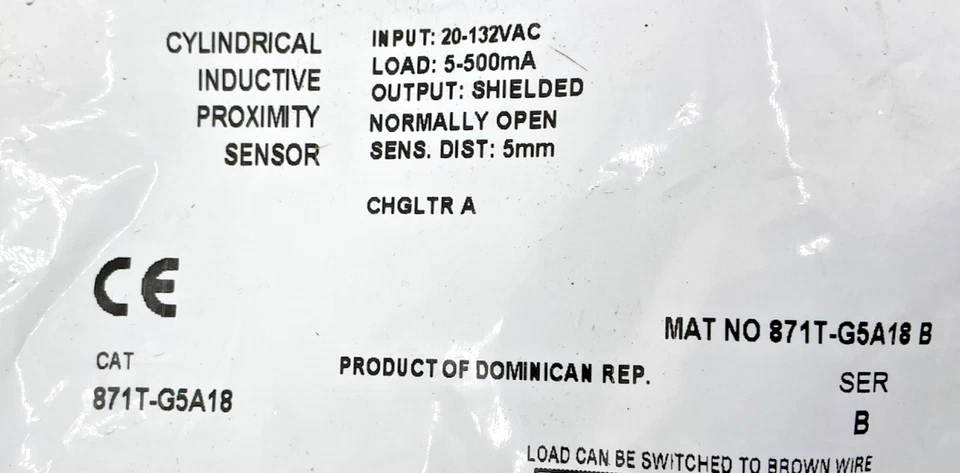 CYLINDRICAL
INDUCTIVE
PROXIMITY
SENSOR
INPUT: 20-132VAC
LOAD: 5-500mA
OUTPUT: SHIELDED
NORMALLY OPEN
SENS. DIST: 5mm
CHGLTR A
CE
MAT NO 871T-G5A18 B
CAT
871T-G5A18
PRODUCT OF DOMINICAN REP.
SER
B
LOAD CAN BE SWITCHED TO BROWN WIRE